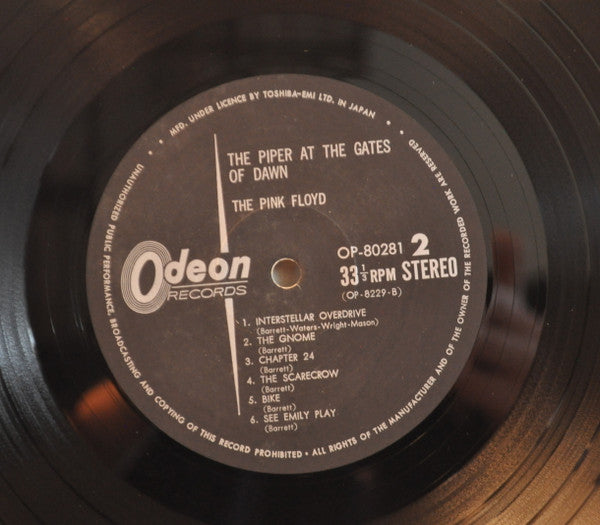 MFD. UNDER LICENCE BY TOSHIBA-EMI LTD. IN JAPAN
THE PIPER AT THE GATES
OF DAWN
THE PINK FLOYD
Odeon
RECORDS
OP-80281 2
33⅓ RPM STEREO
(OP-8229-B)
1. INTERSTELLAR OVERDRIVE
(Barrett-Waters-Wright-Mason)
2. THE GNOME
(Barrett)
3. CHAPTER 24
(Barrett)
4. THE SCARECROW
(Barrett)
5. BIKE
(Barrett)
6. SEE EMILY PLAY
(Barrett)
• ALL RIGHTS OF THE MANUFACTURER AND OF THE OWNER OF THE RECORDED WORK ARE RESERVED •
UNAUTHORIZED PUBLIC PERFORMANCE, BROADCASTING AND COPYING OF THIS RECORD PROHIBITED